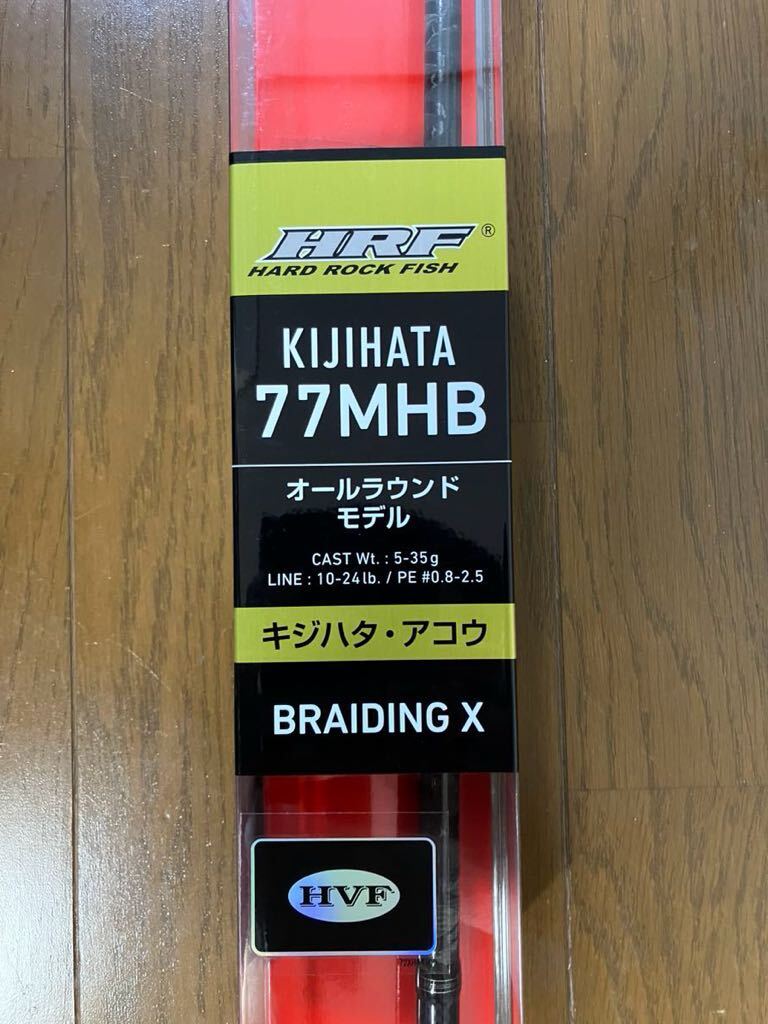 HRF®
HARD ROCK FISH
KIJIHATA
77MHB
オールラウンド
モデル
CAST Wt. : 5-35g
LINE : 10-24lb. / PE #0.8-2.5
キジハタ・アコウ
BRAIDING X
HVF